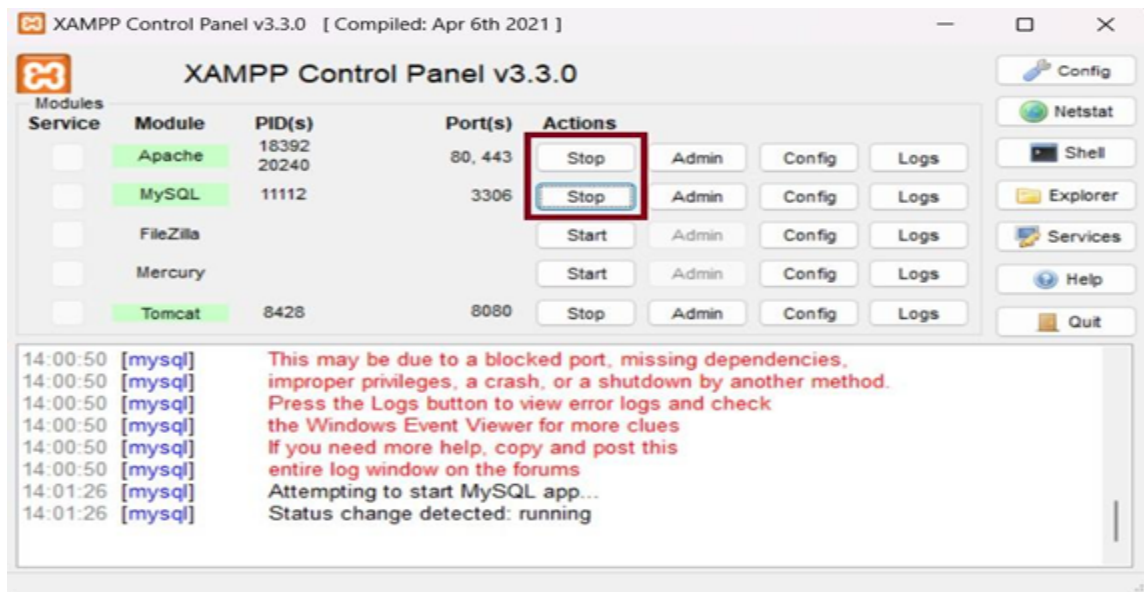 XAMPP Control Panel v3.3.0 [ Compiled: Apr 6th 2021 ]
XAMPP Control Panel v3.3.0
Config
Modules
Service Module PID(s) Port(s) Actions
Netstat
Apache 18392 20240 80, 443 Stop Admin Config Logs
Shell
MySQL 11112 3306 Stop Admin Config Logs
Explorer
FileZilla Start Admin Config Logs
Services
Mercury Start Admin Config Logs
Help
Tomcat 8428 8080 Stop Admin Config Logs
Quit
14:00:50 [mysql] This may be due to a blocked port, missing dependencies,
14:00:50 [mysql] improper privileges, a crash, or a shutdown by another method.
14:00:50 [mysql] Press the Logs button to view error logs and check
14:00:50 [mysql] the Windows Event Viewer for more clues
14:00:50 [mysql] If you need more help, copy and post this
14:00:50 [mysql] entire log window on the forums
14:01:26 [mysql] Attempting to start MySQL app...
14:01:26 [mysql] Status change detected: running